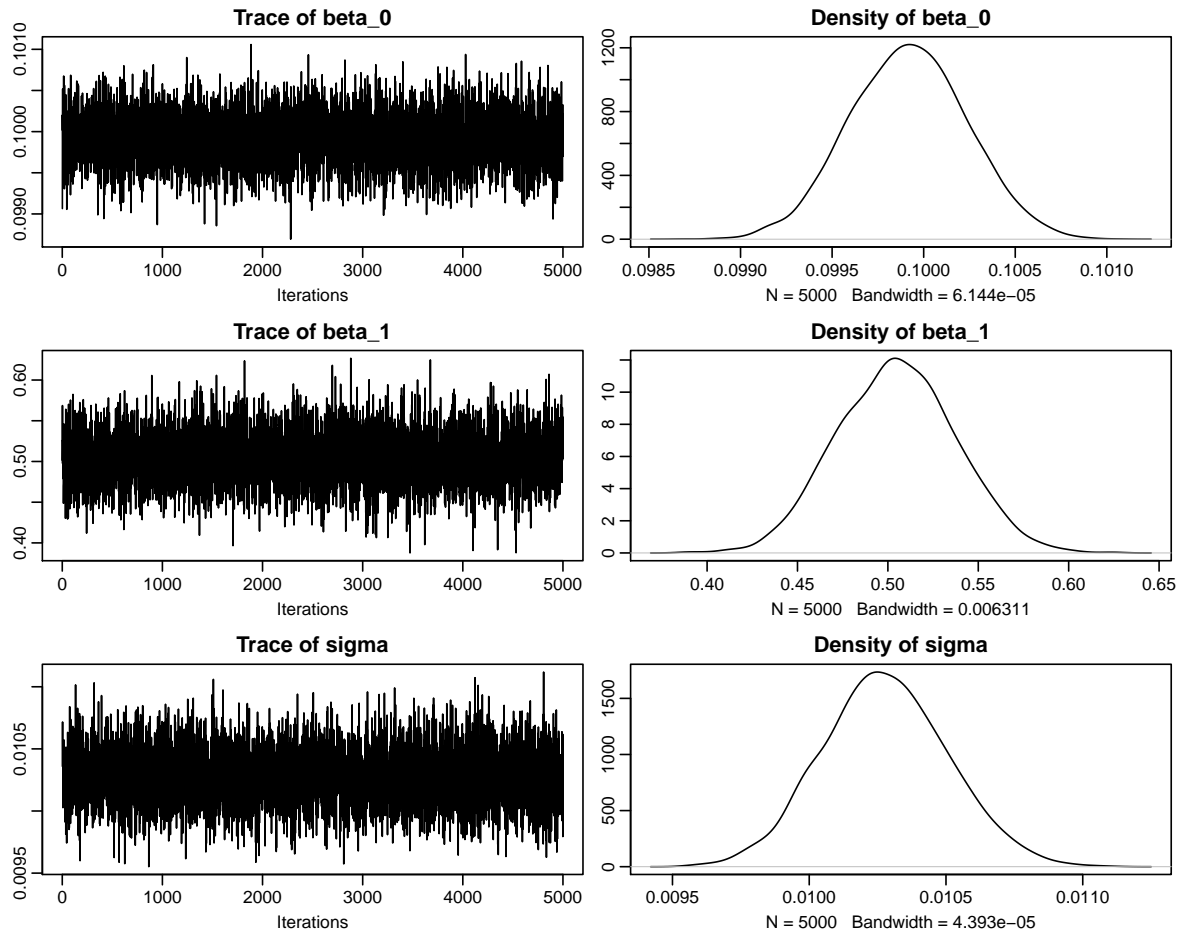 Trace of beta_0
0.0990 0.1000 0.1010
0 1000 2000 3000 4000 5000
Iterations
Density of beta_0
0 400 800 1200
0.0985 0.0990 0.0995 0.1000 0.1005 0.1010
N = 5000 Bandwidth = 6.144e−05
Trace of beta_1
0.40 0.50 0.60
0 1000 2000 3000 4000 5000
Iterations
Density of beta_1
0 2 4 6 8 10
0.40 0.45 0.50 0.55 0.60 0.65
N = 5000 Bandwidth = 0.006311
Trace of sigma
0.0095 0.0105
0 1000 2000 3000 4000 5000
Iterations
Density of sigma
0 500 1000 1500
0.0095 0.0100 0.0105 0.0110
N = 5000 Bandwidth = 4.393e−05